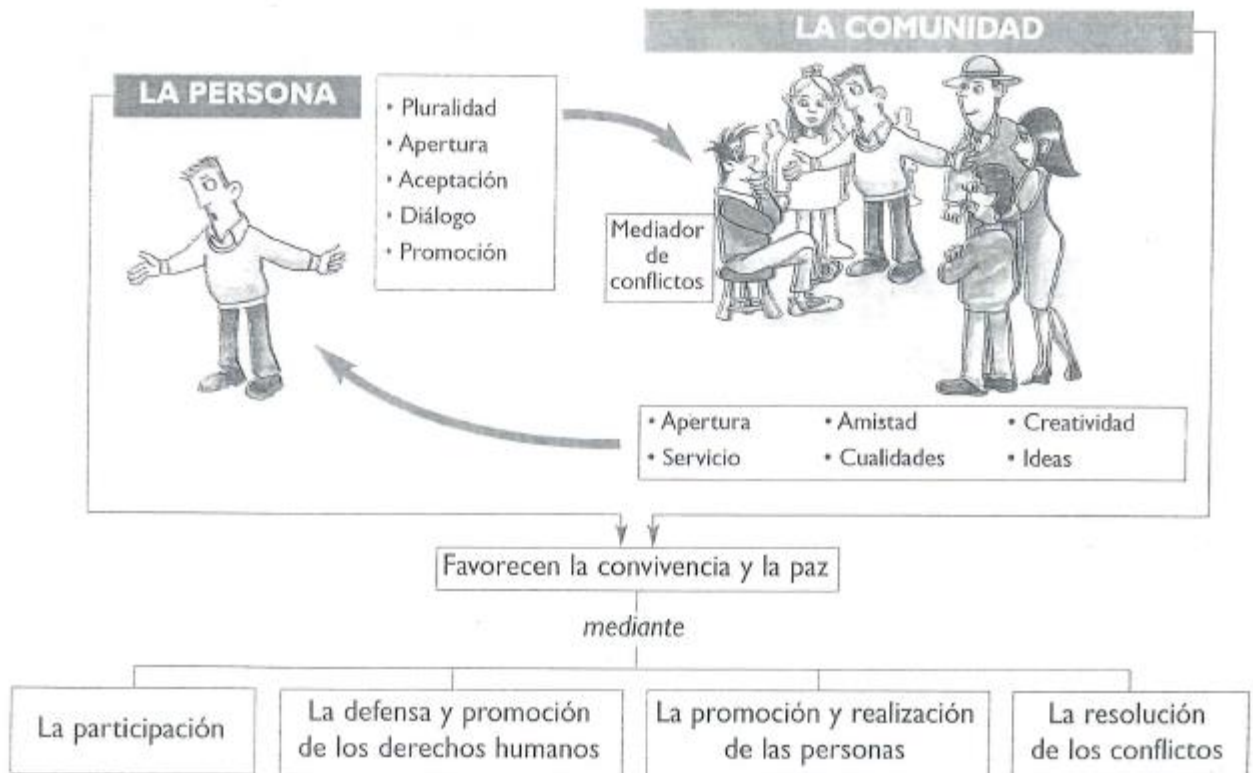 LA COMUNIDAD
LA PERSONA
• Pluralidad
• Apertura
• Aceptación
• Diálogo
• Promoción
Mediador
de
conflictos
• Apertura • Amistad • Creatividad
• Servicio • Cualidades • Ideas
Favorecen la convivencia y la paz
mediante
La participación
La defensa y promoción
de los derechos humanos
La promoción y realización
de las personas
La resolución
de los conflictos